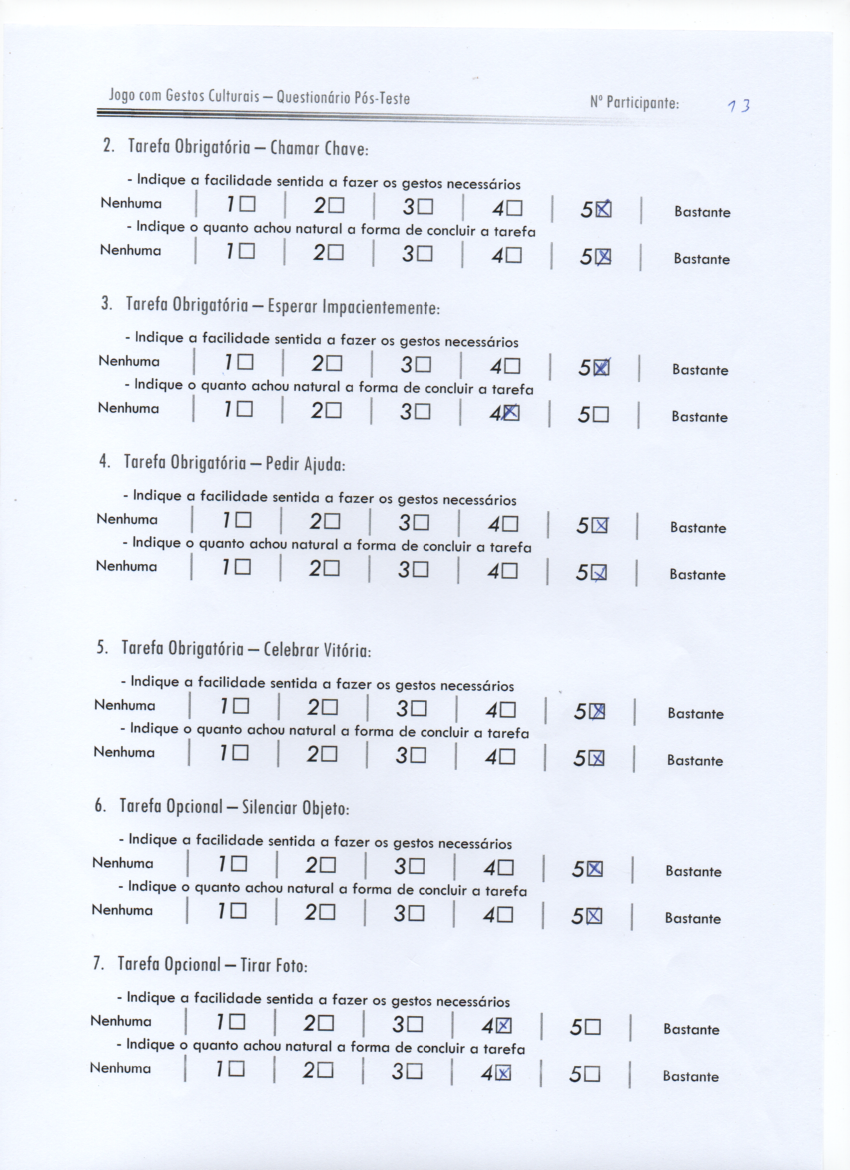 Jogo com Gestos Culturais – Questionário Pós-Teste Nº Participante: 13
2. Tarefa Obrigatória – Chamar Chave:
- Indique a facilidade sentida a fazer os gestos necessários
Nenhuma | 1☐ | 2☐ | 3☐ | 4☐ | 5☒ | Bastante
- Indique o quanto achou natural a forma de concluir a tarefa
Nenhuma | 1☐ | 2☐ | 3☐ | 4☐ | 5☒ | Bastante
3. Tarefa Obrigatória – Esperar Impacientemente:
- Indique a facilidade sentida a fazer os gestos necessários
Nenhuma | 1☐ | 2☐ | 3☐ | 4☐ | 5☒ | Bastante
- Indique o quanto achou natural a forma de concluir a tarefa
Nenhuma | 1☐ | 2☐ | 3☐ | 4☒ | 5☐ | Bastante
4. Tarefa Obrigatória – Pedir Ajuda:
- Indique a facilidade sentida a fazer os gestos necessários
Nenhuma | 1☐ | 2☐ | 3☐ | 4☐ | 5☒ | Bastante
- Indique o quanto achou natural a forma de concluir a tarefa
Nenhuma | 1☐ | 2☐ | 3☐ | 4☐ | 5☒ | Bastante
5. Tarefa Obrigatória – Celebrar Vitória:
- Indique a facilidade sentida a fazer os gestos necessários
Nenhuma | 1☐ | 2☐ | 3☐ | 4☐ | 5☒ | Bastante
- Indique o quanto achou natural a forma de concluir a tarefa
Nenhuma | 1☐ | 2☐ | 3☐ | 4☐ | 5☒ | Bastante
6. Tarefa Opcional – Silenciar Objeto:
- Indique a facilidade sentida a fazer os gestos necessários
Nenhuma | 1☐ | 2☐ | 3☐ | 4☐ | 5☒ | Bastante
- Indique o quanto achou natural a forma de concluir a tarefa
Nenhuma | 1☐ | 2☐ | 3☐ | 4☐ | 5☒ | Bastante
7. Tarefa Opcional – Tirar Foto:
- Indique a facilidade sentida a fazer os gestos necessários
Nenhuma | 1☐ | 2☐ | 3☐ | 4☒ | 5☐ | Bastante
- Indique o quanto achou natural a forma de concluir a tarefa
Nenhuma | 1☐ | 2☐ | 3☐ | 4☒ | 5☐ | Bastante